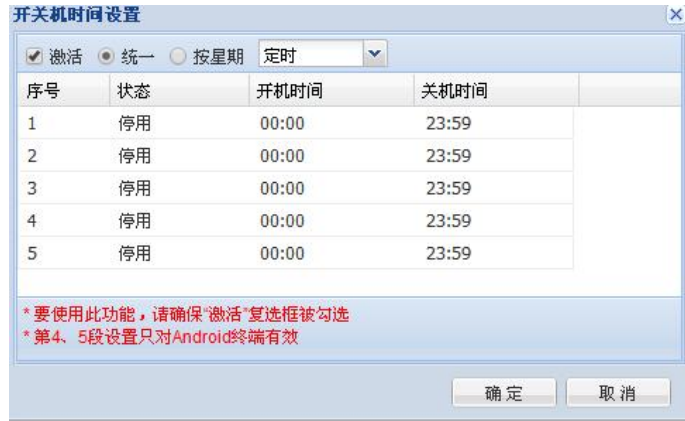 开关机时间设置
激活 统一 按星期 定时
序号 状态 开机时间 关机时间
1 停用 00:00 23:59
2 停用 00:00 23:59
3 停用 00:00 23:59
4 停用 00:00 23:59
5 停用 00:00 23:59
*要使用此功能，请确保“激活”复选框被勾选
*第4、5段设置只对Android终端有效
确定 取消